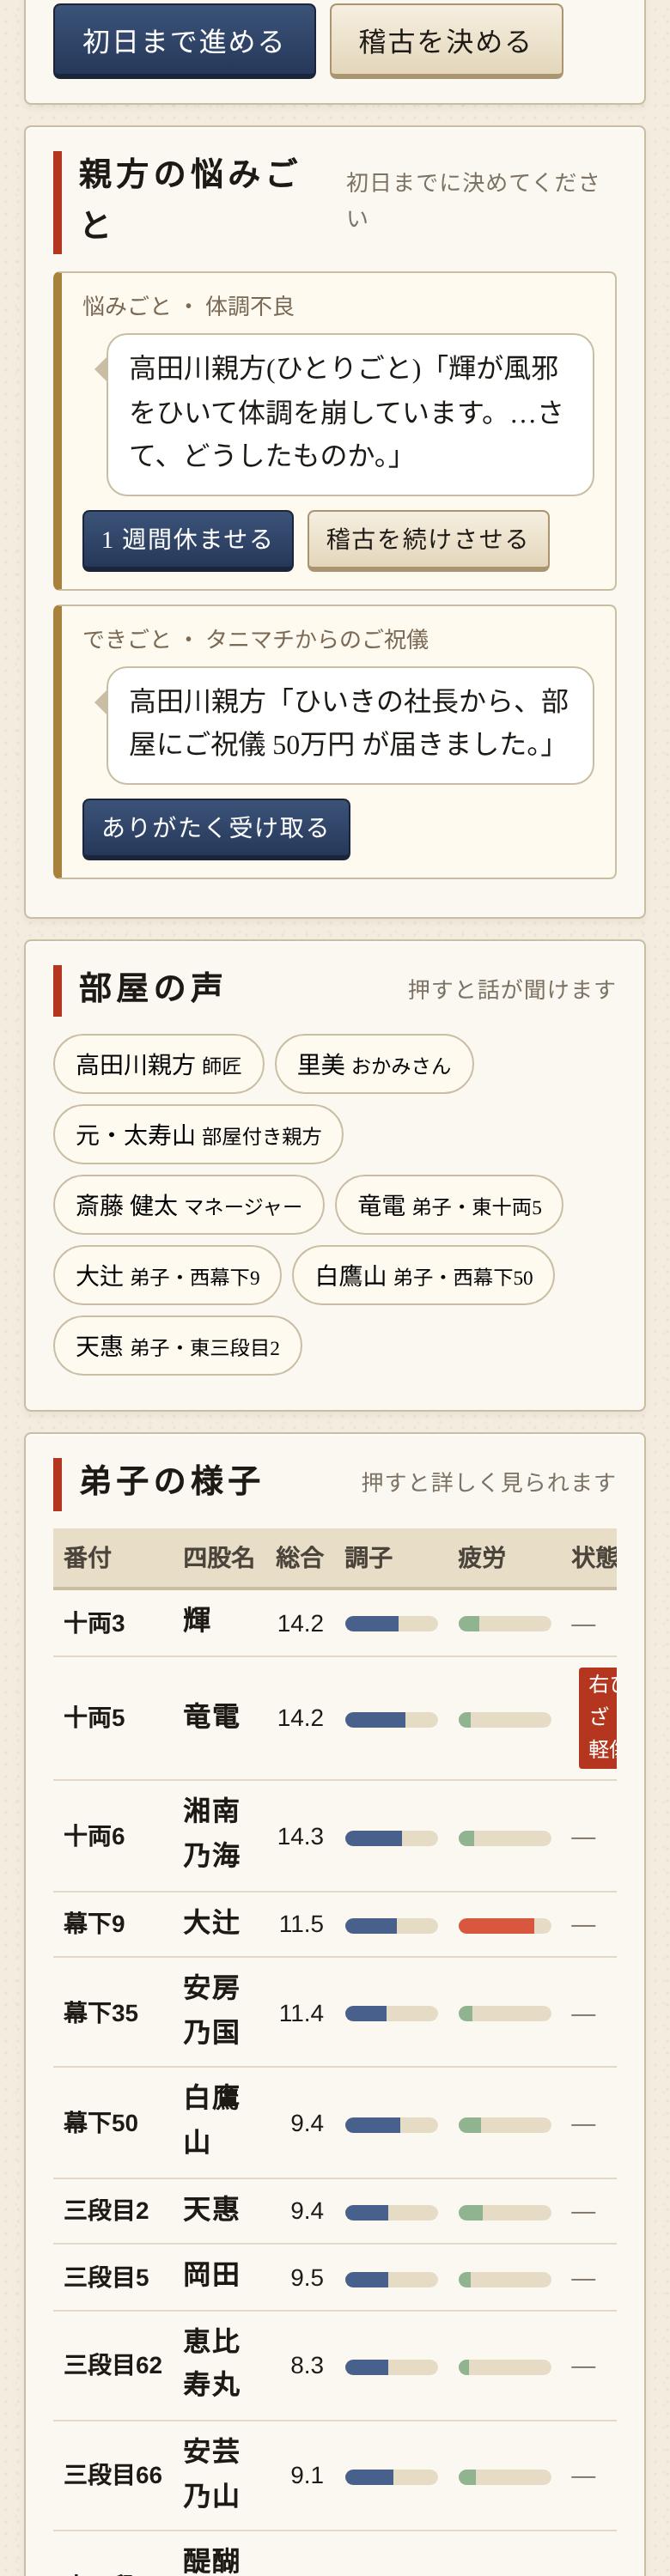 初日まで進める 稽古を決める
親方の悩みご
と
初日までに決めてくださ
い
悩みごと ・ 体調不良
高田川親方(ひとりごと)「輝が風邪
をひいて体調を崩しています。…さ
て、どうしたものか。」
1 週間休ませる 稽古を続けさせる
できごと ・ タニマチからのご祝儀
高田川親方「ひいきの社長から、部
屋にご祝儀 50万円 が届きました。」
ありがたく受け取る
部屋の声 押すと話が聞けます
高田川親方 師匠 里美 おかみさん
元・太寿山 部屋付き親方
斎藤 健太 マネージャー 竜電 弟子・東十両5
大辻 弟子・西幕下9 白鷹山 弟子・西幕下50
天惠 弟子・東三段目2
弟子の様子 押すと詳しく見られます
番付 四股名 総合 調子 疲労 状態
十両3 輝 14.2 —
十両5 竜電 14.2 右ひ
ざ
軽傷
十両6 湘南
乃海 14.3 —
幕下9 大辻 11.5 —
幕下35 安房
乃国 11.4 —
幕下50 白鷹
山 9.4 —
三段目2 天惠 9.4 —
三段目5 岡田 9.5 —
三段目62 恵比
寿丸 8.3 —
三段目66 安芸
乃山 9.1 —
醍醐